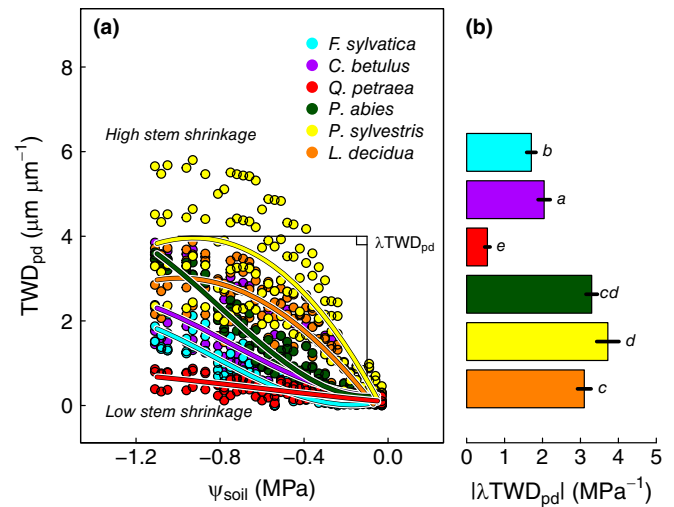 (a)
F. sylvatica
C. betulus
Q. petraea
P. abies
P. sylvestris
L. decidua
High stem shrinkage
λTWDpd
Low stem shrinkage
TWDpd (μm μm⁻¹)
8
6
4
2
0
−1.2 −0.8 −0.4 0.0
ψsoil (MPa)
(b)
b
a
e
cd
d
c
0 1 2 3 4 5
|λTWDpd| (MPa⁻¹)